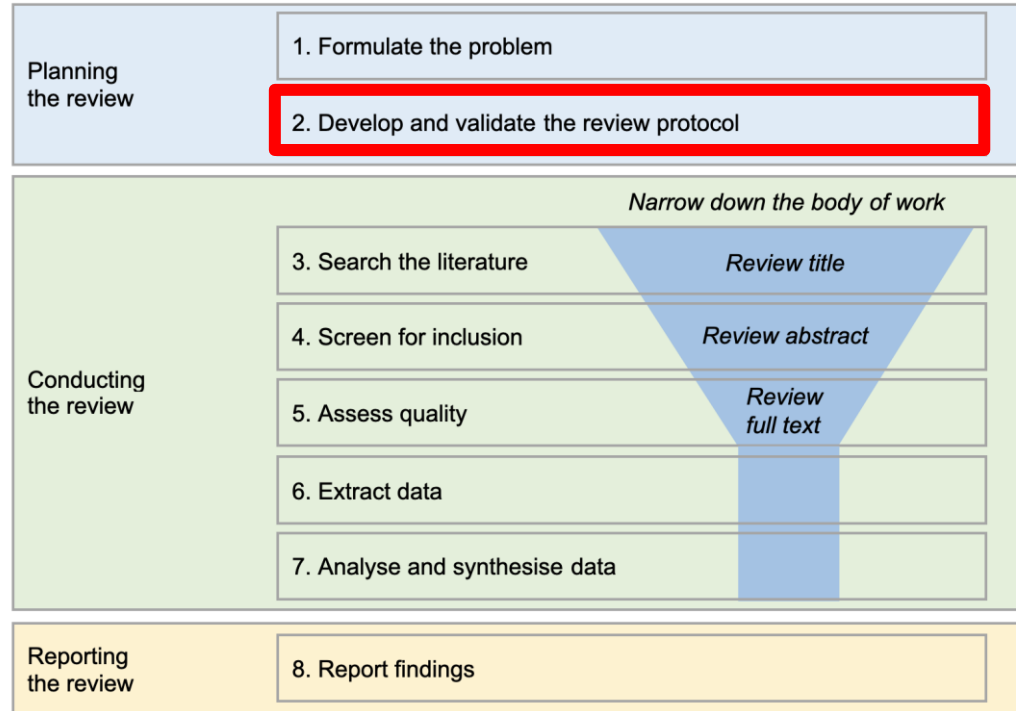 Planning
the review
1. Formulate the problem
2. Develop and validate the review protocol
Conducting
the review
Narrow down the body of work
3. Search the literature
Review title
4. Screen for inclusion
Review abstract
5. Assess quality
Review
full text
6. Extract data
7. Analyse and synthesise data
Reporting
the review
8. Report findings